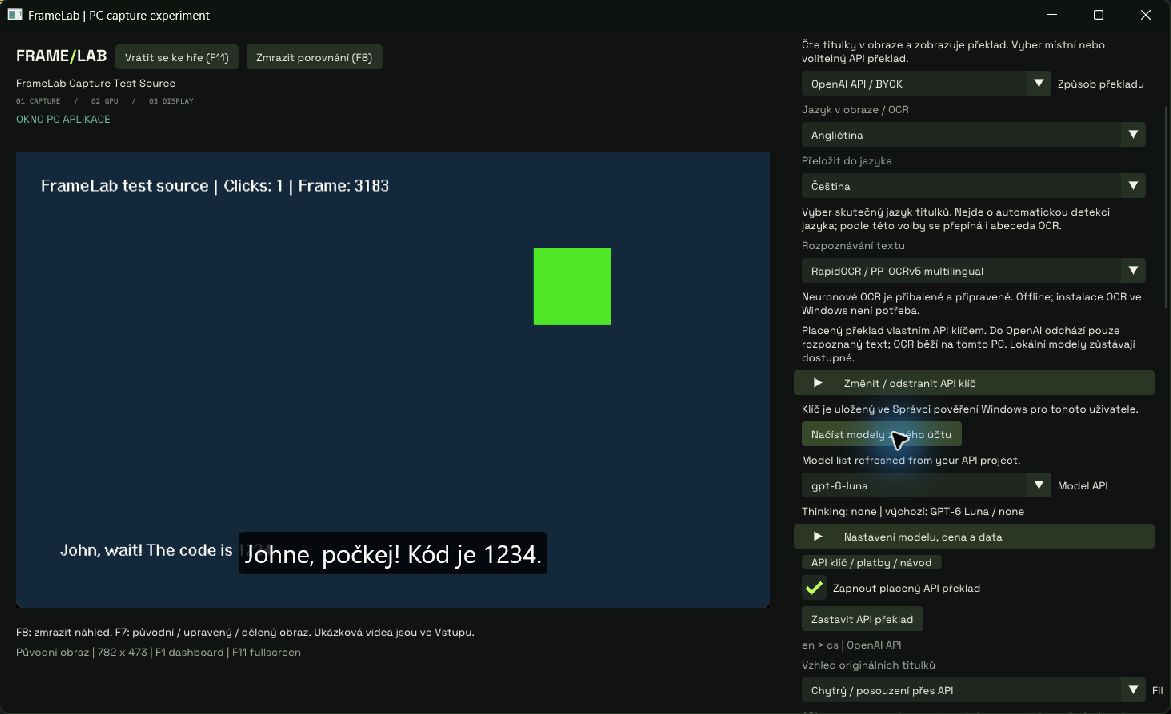 FrameLab | PC capture experiment
FRAME/LAB
Vrátit se ke hře (F11)
Zmrazit porovnání (F8)
FrameLab Capture Test Source
01 CAPTURE / 02 GPU / 03 DISPLAY
OKNO PC APLIKACE
FrameLab test source | Clicks: 1 | Frame: 3183
John, wait! The code is
Johne, počkej! Kód je 1234.
F8: zmrazit náhled. F7: původní / upravený / dělený obraz. Ukázková videa jsou ve Vstupu.
Původní obraz | 782 x 473 | F1 dashboard | F11 fullscreen
Čte titulky v obraze a zobrazuje překlad. Vyber místní nebo
volitelný API překlad.
OpenAI API / BYOK
Způsob překladu
Jazyk v obraze / OCR
Angličtina
Přeložit do jazyka
Čeština
Vyber skutečný jazyk titulků. Nejde o automatickou detekci
jazyka; podle této volby se přepíná i abeceda OCR.
Rozpoznávání textu
RapidOCR / PP-OCRv6 multilingual
Neuronové OCR je přibalené a připravené. Offline; instalace OCR ve
Windows není potřeba.
Placený překlad vlastním API klíčem. Do OpenAI odchází pouze
rozpoznaný text; OCR běží na tomto PC. Lokální modely zůstávají
dostupné.
Změnit / odstranit API klíč
Klíč je uložený ve Správci pověření Windows pro tohoto uživatele.
Načíst modely účtu
Model list refreshed from your API project.
gpt-6-luna
Model API
Thinking: none | výchozí: GPT-6 Luna / none
Nastavení modelu, cena a data
API klíč / platby / návod
Zapnout placený API překlad
Zastavit API překlad
en > cs | OpenAI API
Vzhled originálních titulků
Chytrý / posouzení přes API